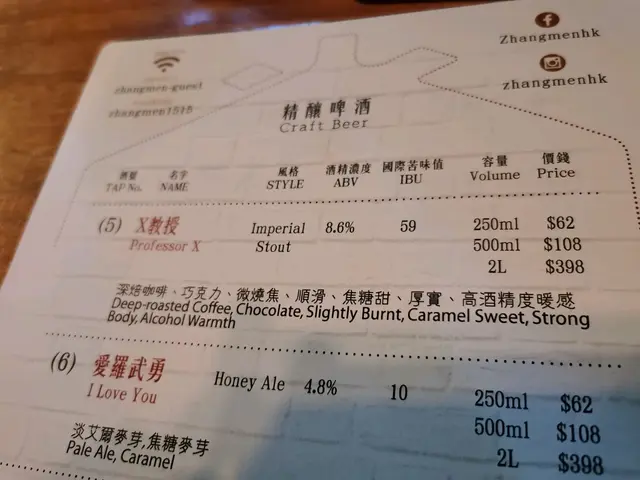 Zhangmenhk
zhangmen-guest
zhangmen1515
zhangmenhk
精釀啤酒
Craft Beer
酒單 名字 風格 酒精濃度 國際苦味值 容量 價錢
TAP No. NAME STYLE ABV IBU Volume Price
(5) X教授 Imperial Stout 8.6% 59 250ml $62
Professor X 500ml $108
2L $398
深焙咖啡、巧克力、微燒焦、順滑、焦糖甜、厚實、高酒精度暖感
Deep-roasted Coffee, Chocolate, Slightly Burnt, Caramel Sweet, Strong
Body, Alcohol Warmth
(6) 愛羅武勇 Honey Ale 4.8% 10 250ml $62
I Love You 500ml $108
2L $398
淡艾爾麥芽,焦糖麥芽
Pale Ale, Caramel